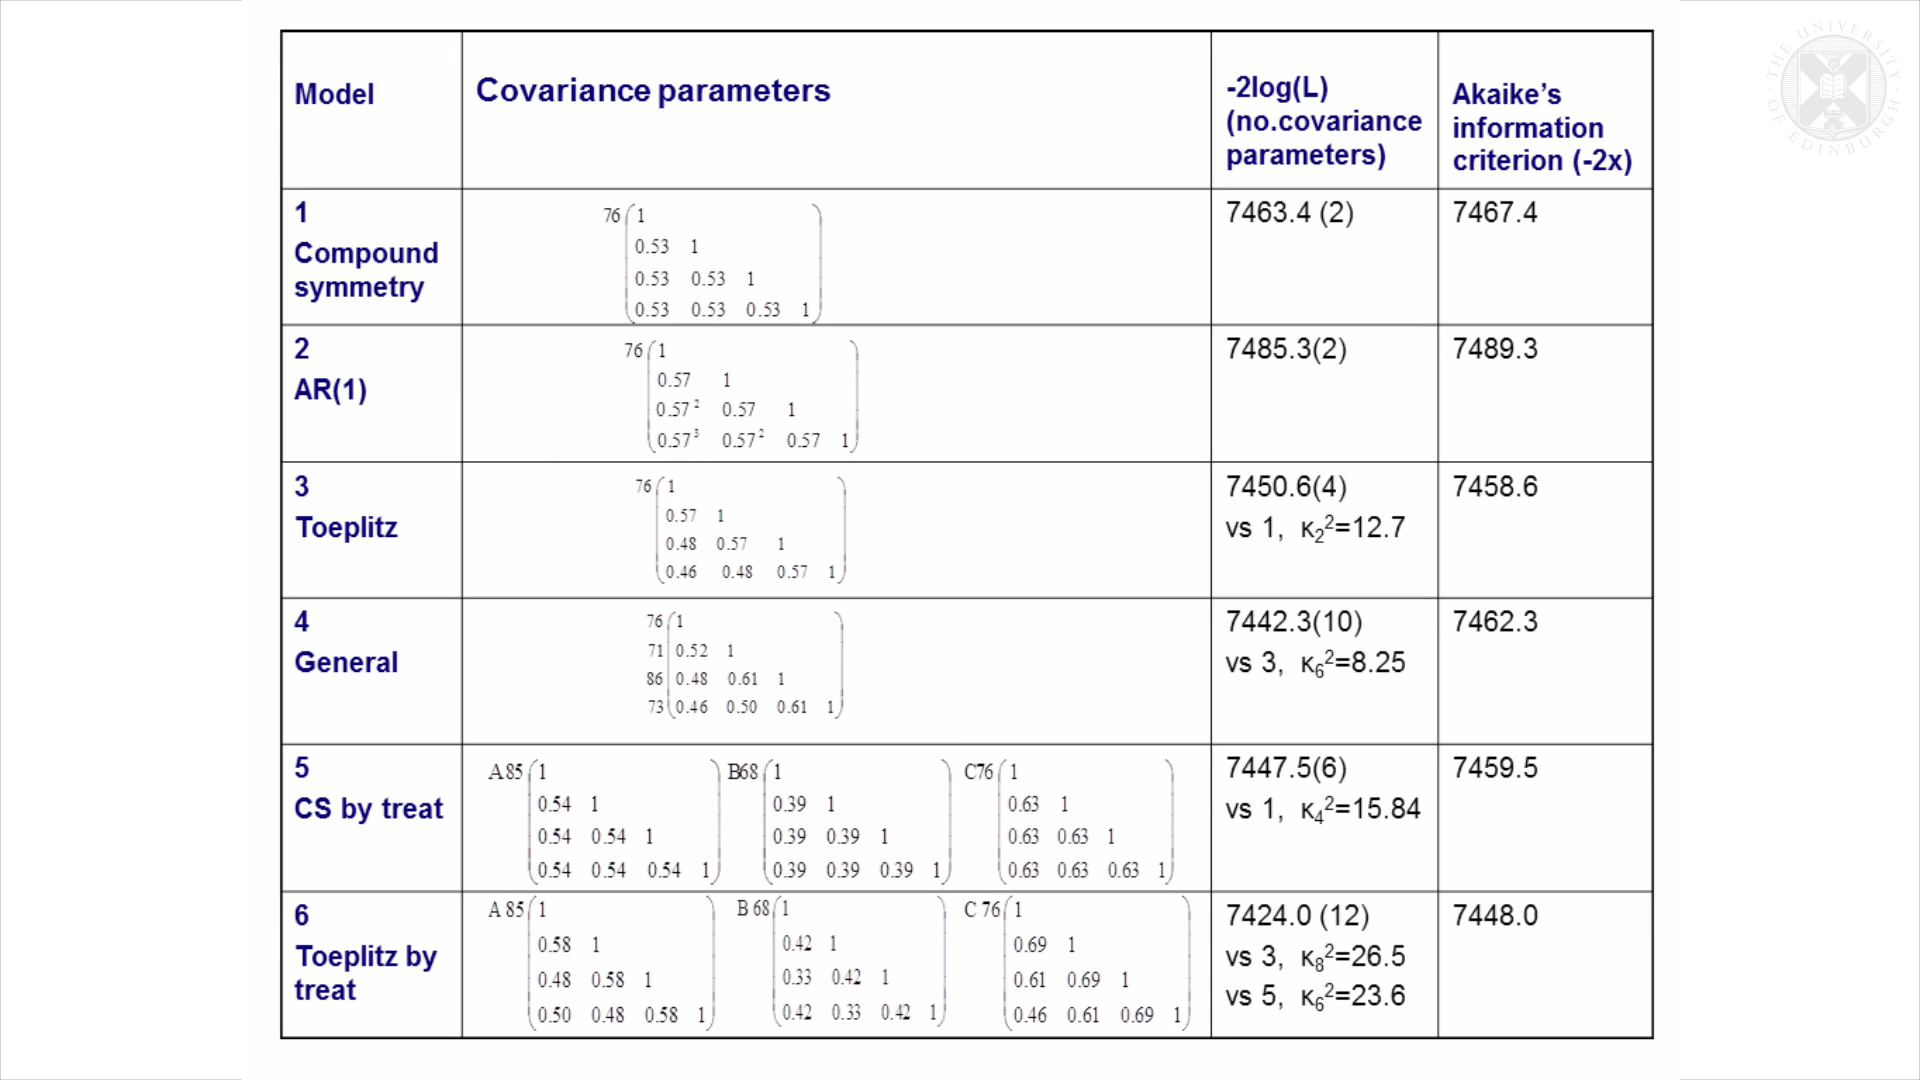 Model
Covariance parameters
-2log(L)
(no.covariance
parameters)
Akaike’s
information
criterion (-2x)
1
Compound
symmetry
76 1
0.53 1
0.53 0.53 1
0.53 0.53 0.53 1
7463.4 (2)
7467.4
2
AR(1)
76 1
0.57 1
0.57² 0.57 1
0.57³ 0.57² 0.57 1
7485.3(2)
7489.3
3
Toeplitz
76 1
0.57 1
0.48 0.57 1
0.46 0.48 0.57 1
7450.6(4)
vs 1, κ₂²=12.7
7458.6
4
General
76 1
71 0.52 1
86 0.48 0.61 1
73 0.46 0.50 0.61 1
7442.3(10)
vs 3, κ₆²=8.25
7462.3
5
CS by treat
A 85 1
0.54 1
0.54 0.54 1
0.54 0.54 0.54 1
B68 1
0.39 1
0.39 0.39 1
0.39 0.39 0.39 1
C76 1
0.63 1
0.63 0.63 1
0.63 0.63 0.63 1
7447.5(6)
vs 1, κ₄²=15.84
7459.5
6
Toeplitz by
treat
A 85 1
0.58 1
0.48 0.58 1
0.50 0.48 0.58 1
B 68 1
0.42 1
0.33 0.42 1
0.42 0.33 0.42 1
C 76 1
0.69 1
0.61 0.69 1
0.46 0.61 0.69 1
7424.0 (12)
vs 3, κ₈²=26.5
vs 5, κ₆²=23.6
7448.0
THE UNIVERSITY
OF EDINBURGH